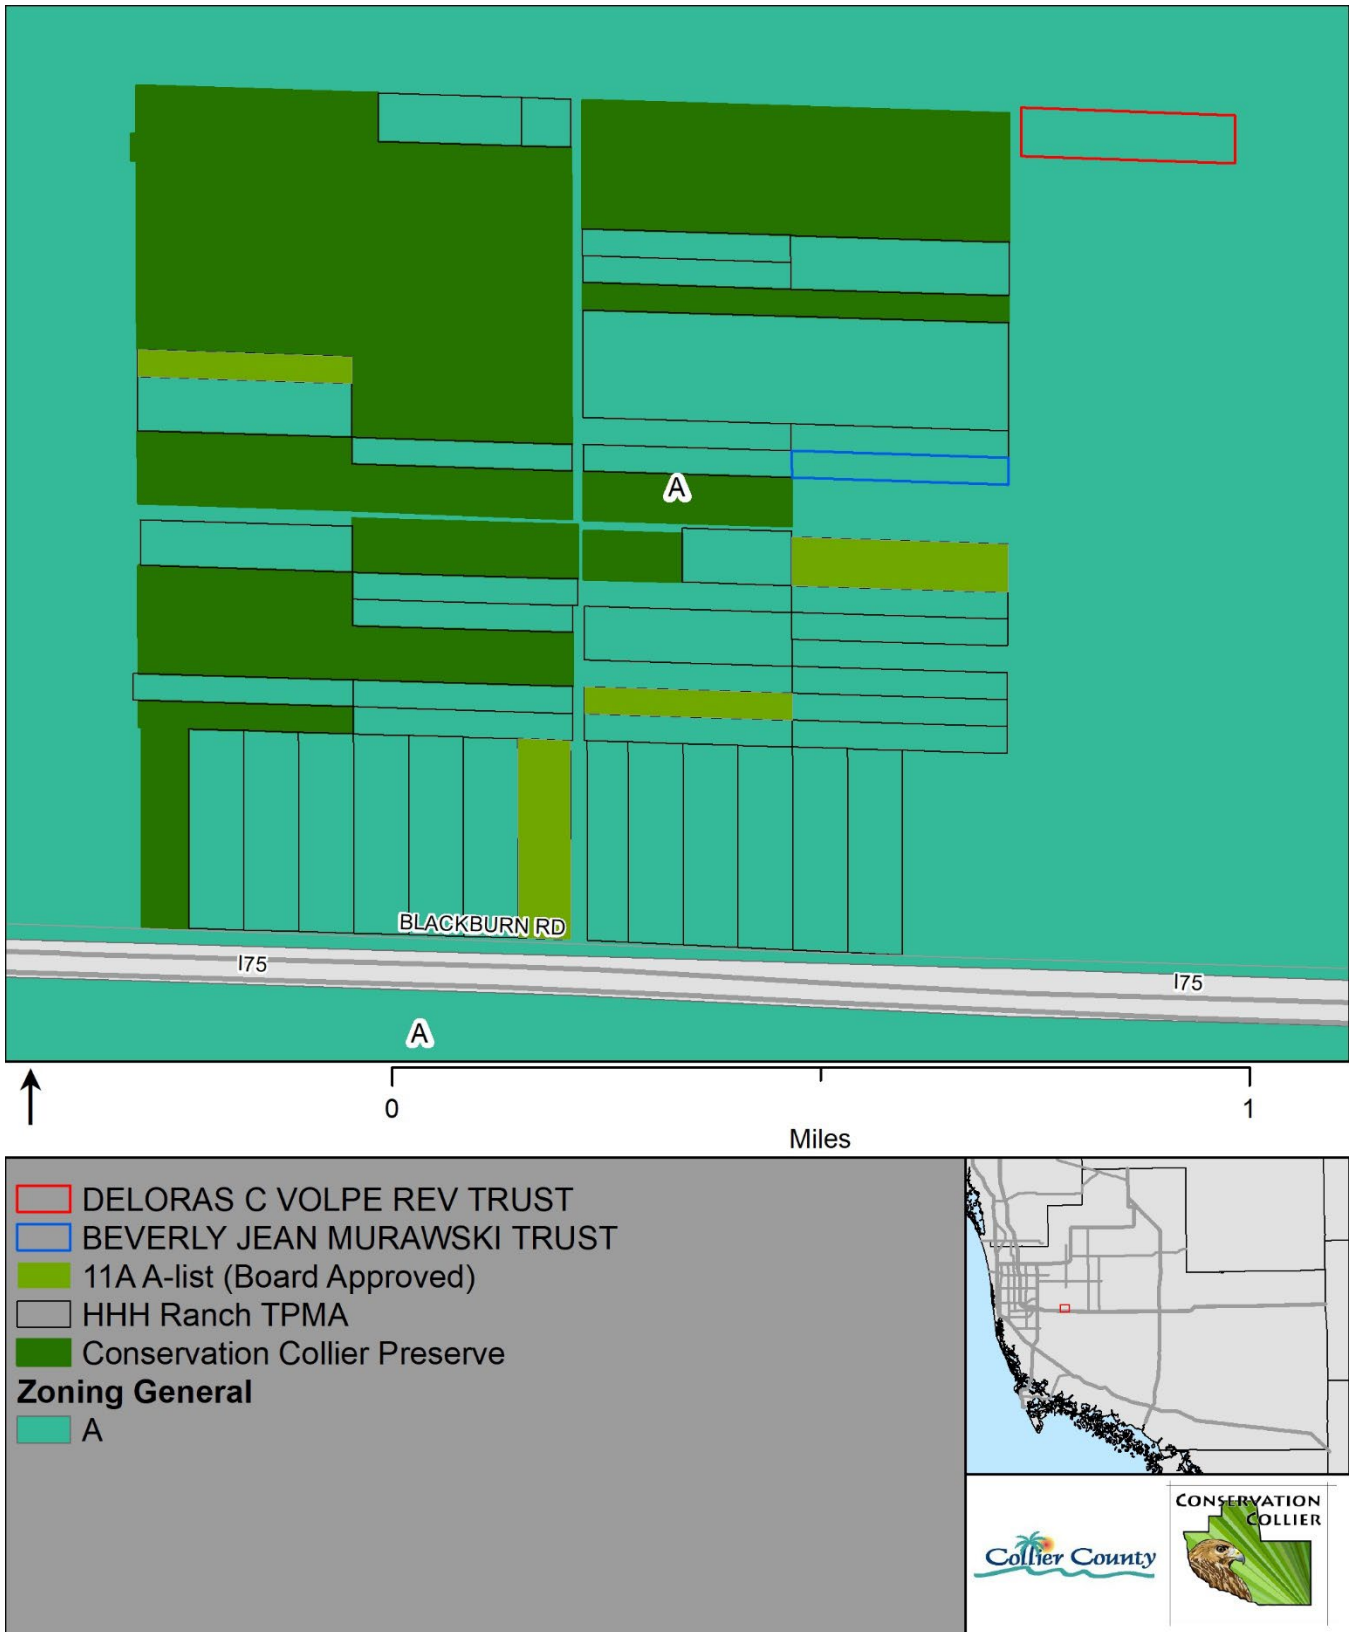 A
BLACKBURN RD
I75
I75
A
0
1
Miles
DELORAS C VOLPE REV TRUST
BEVERLY JEAN MURAWSKI TRUST
11A A-list (Board Approved)
HHH Ranch TPMA
Conservation Collier Preserve
Zoning General
A
Collier County
CONSERVATION
COLLIER